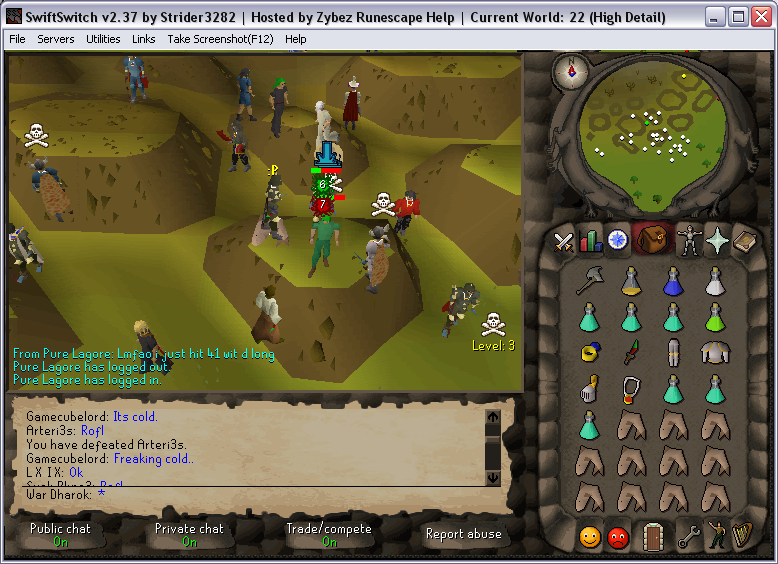 SwiftSwitch v2.37 by Strider3282 | Hosted by Zybez Runescape Help | Current World: 22 (High Detail)
File Servers Utilities Links Take Screenshot(F12) Help
N
:P
6
7
Level: 3
From Pure Lagore: Lmfao i just hit 41 wit d long
Pure Lagore has logged out.
Pure Lagore has logged in.
Gamecubelord: Its cold.
Arteri3s: Rofl
You have defeated Arteri3s.
Gamecubelord: Freaking cold..
L X IX: Ok
War Dharok: *
Public chat Private chat Trade/compete Report abuse
On On On